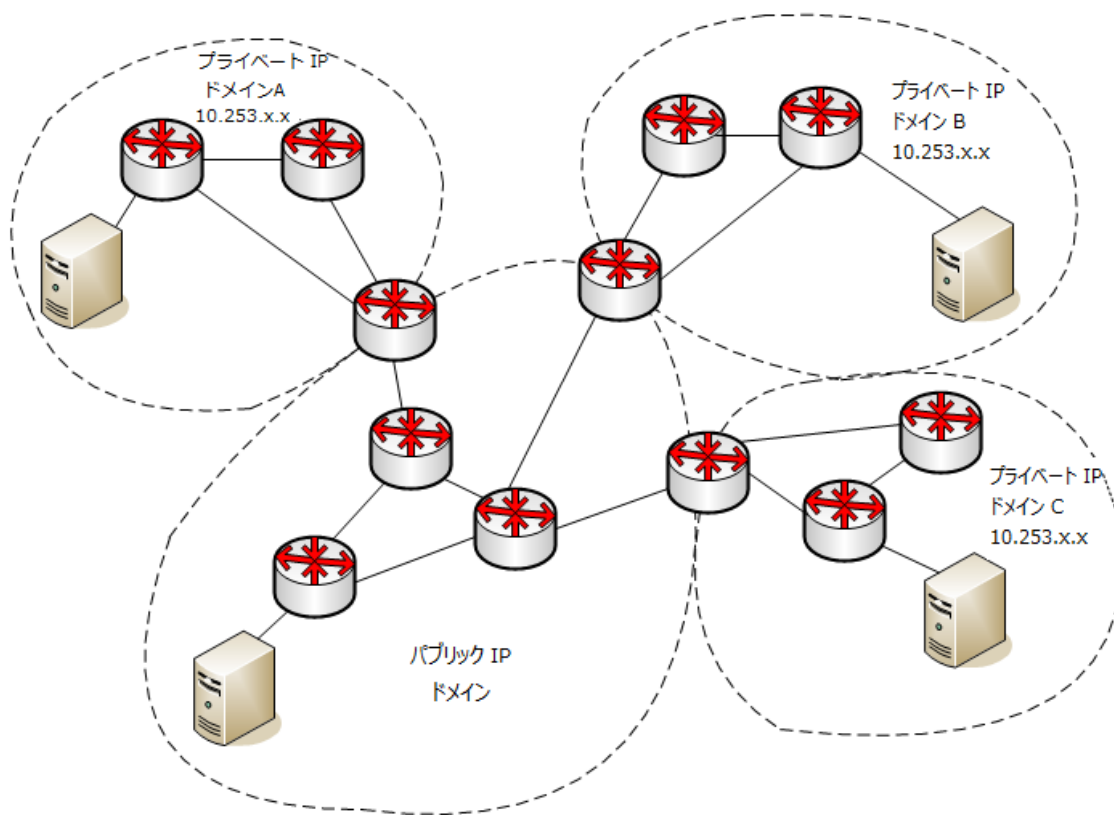 プライベート IP
ドメインA
10.253.x.x
プライベート IP
ドメイン B
10.253.x.x
プライベート IP
ドメイン C
10.253.x.x
パブリック IP
ドメイン